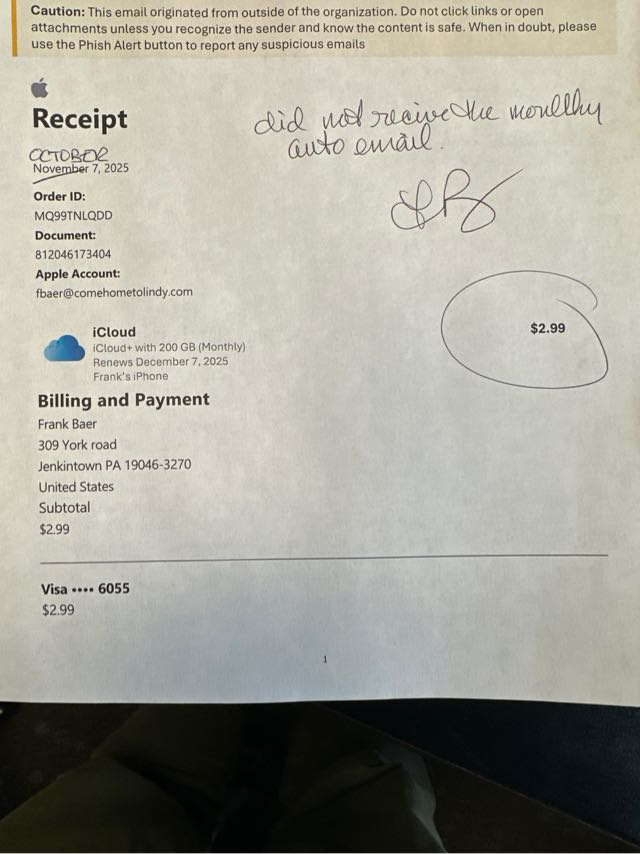 Caution: This email originated from outside of the organization. Do not click links or open
attachments unless you recognize the sender and know the content is safe. When in doubt, please
use the Phish Alert button to report any suspicious emails
Receipt
did not receive the monthly
auto email.
OCTOBER
November 7, 2025
Order ID:
MQ99TNLQDD
Document:
812046173404
Apple Account:
fbaer@comehometolindy.com
iCloud
iCloud+ with 200 GB (Monthly)
Renews December 7, 2025
Frank's iPhone
$2.99
Billing and Payment
Frank Baer
309 York road
Jenkintown PA 19046-3270
United States
Subtotal
$2.99
Visa •••• 6055
$2.99
1